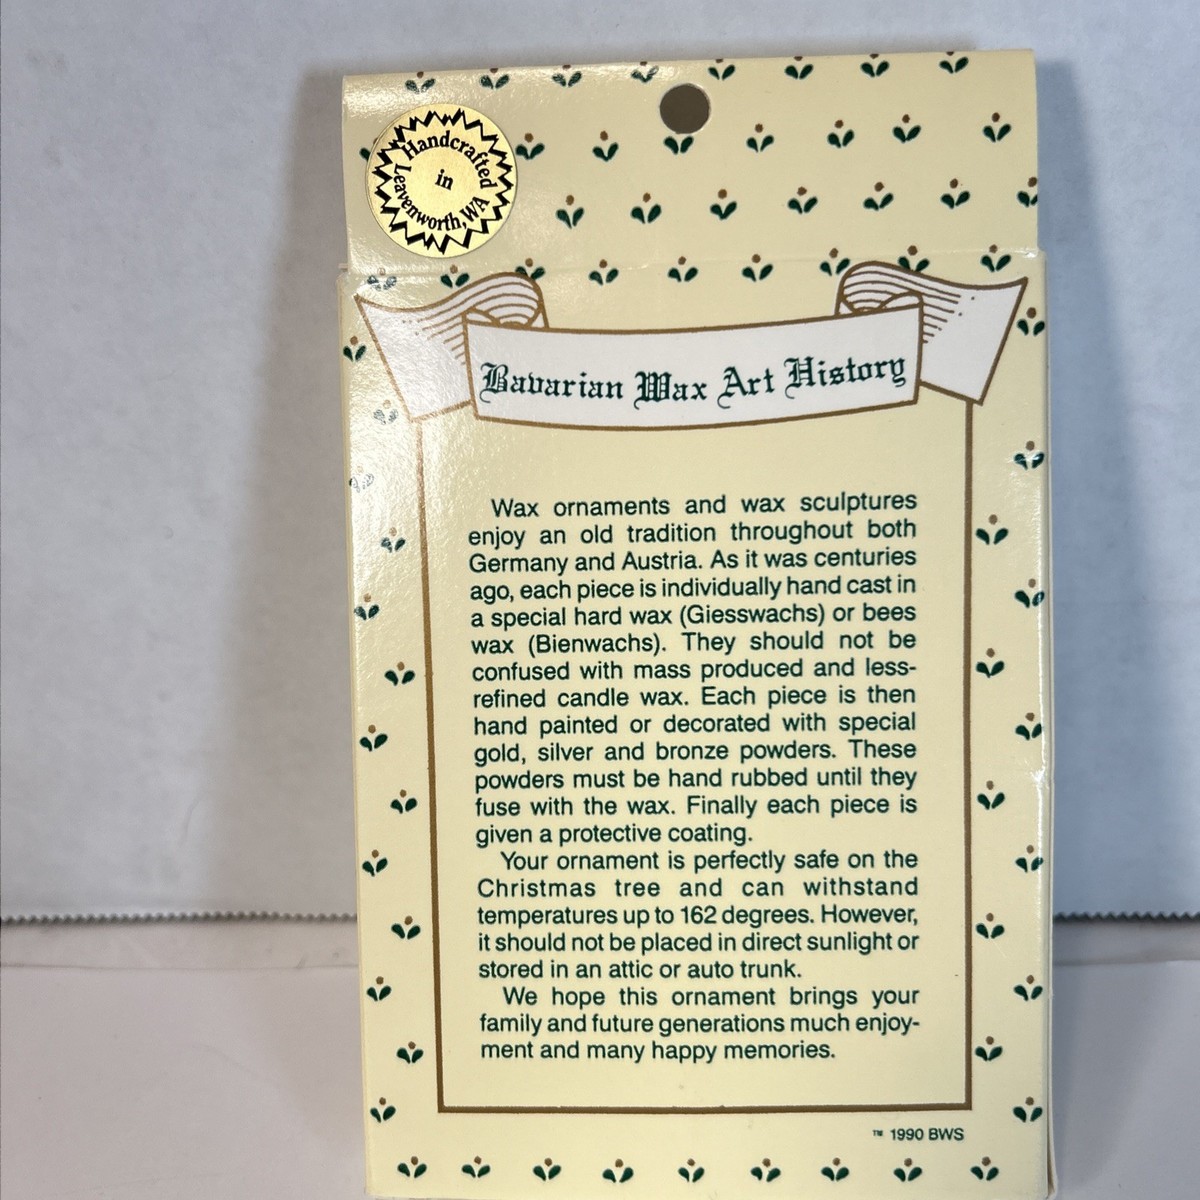 Handcrafted
in
Leavenworth, WA
Bavarian Wax Art History
Wax ornaments and wax sculptures
enjoy an old tradition throughout both
Germany and Austria. As it was centuries
ago, each piece is individually hand cast in
a special hard wax (Giesswachs) or bees
wax (Bienwachs). They should not be
confused with mass produced and less-
refined candle wax. Each piece is then
hand painted or decorated with special
gold, silver and bronze powders. These
powders must be hand rubbed until they
fuse with the wax. Finally each piece is
given a protective coating.
Your ornament is perfectly safe on the
Christmas tree and can withstand
temperatures up to 162 degrees. However,
it should not be placed in direct sunlight or
stored in an attic or auto trunk.
We hope this ornament brings your
family and future generations much enjoy-
ment and many happy memories.
™ 1990 BWS